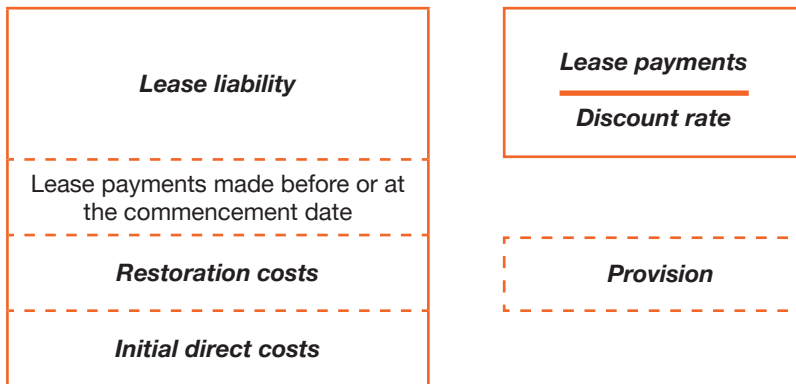 Lease liability
Lease payments made before or at
the commencement date
Restoration costs
Initial direct costs
Lease payments
Discount rate
Provision